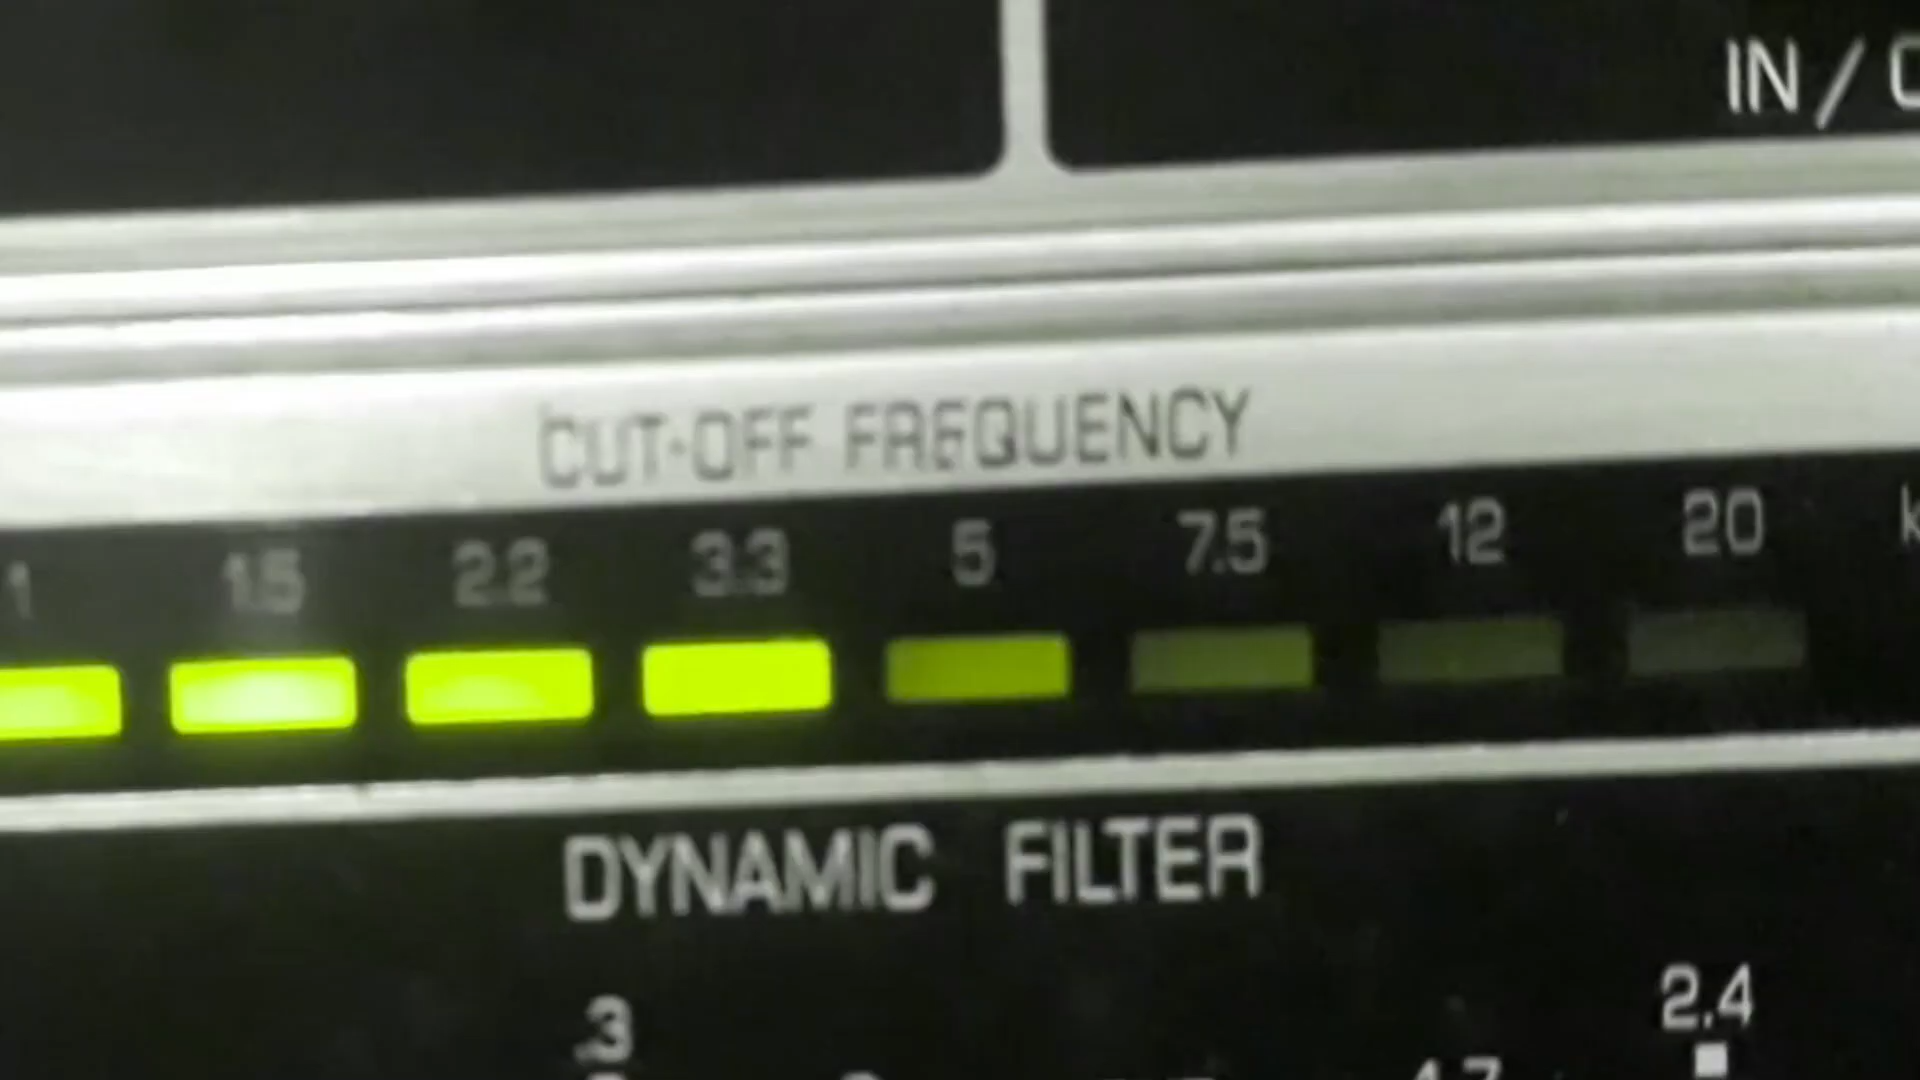 IN /
CUT-OFF FREQUENCY
1 1.5 2.2 3.3 5 7.5 12 20 k
DYNAMIC FILTER
.3
2.4